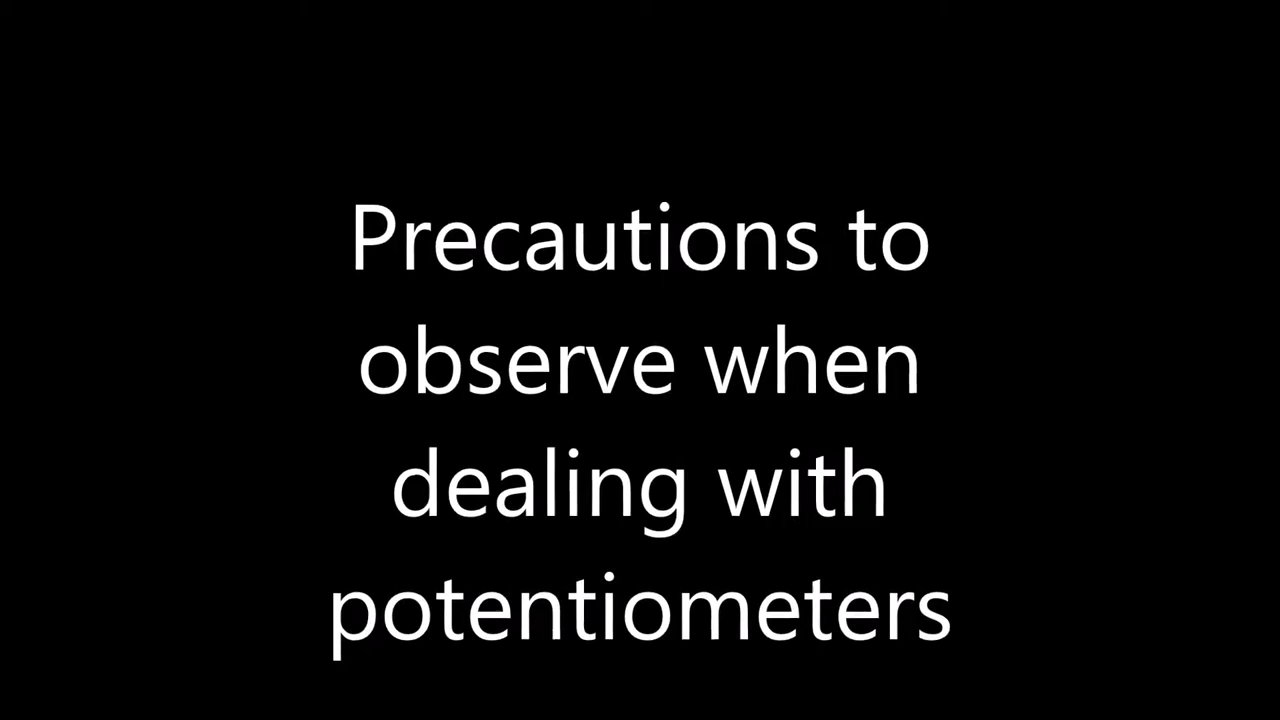 Precautions to
observe when
dealing with
potentiometers